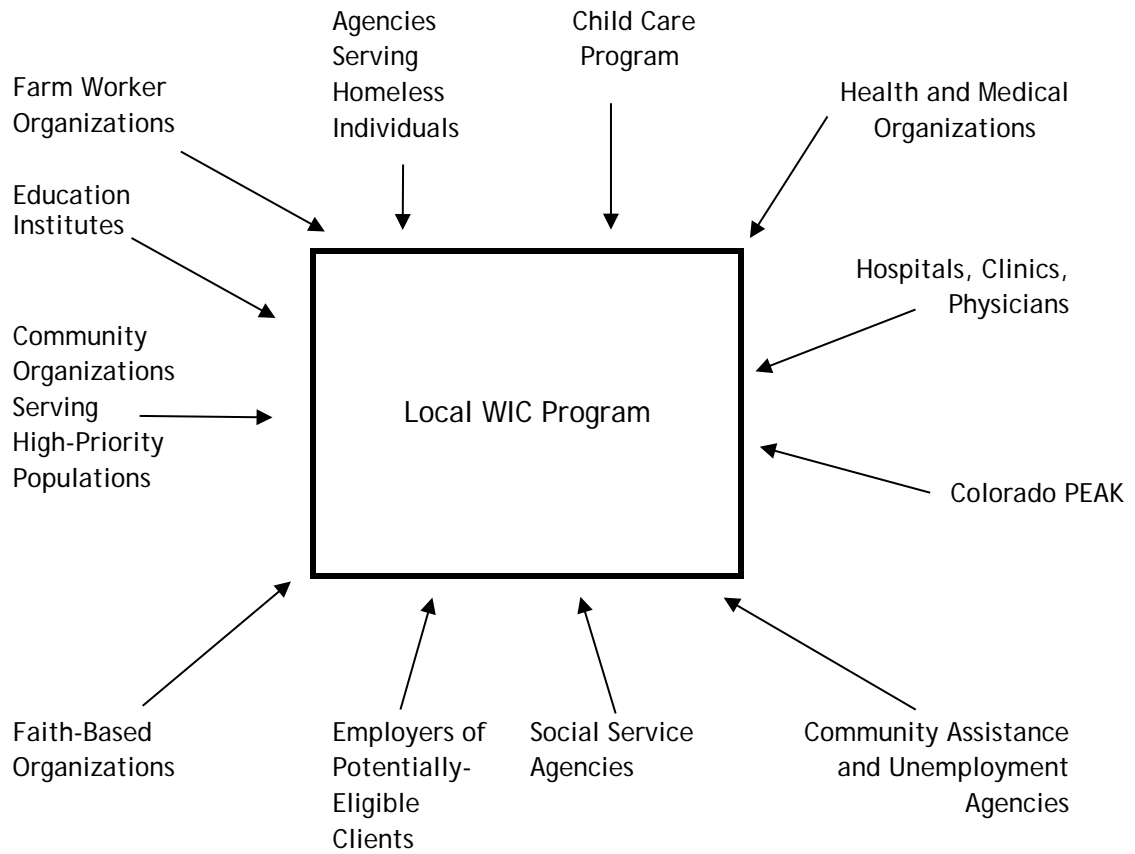 Agencies
Serving
Homeless
Individuals
Child Care
Program
Farm Worker
Organizations
Health and Medical
Organizations
Education
Institutes
Hospitals, Clinics,
Physicians
Community
Organizations
Serving
High-Priority
Populations
Local WIC Program
Colorado PEAK
Faith-Based
Organizations
Employers of
Potentially-
Eligible
Clients
Social Service
Agencies
Community Assistance
and Unemployment
Agencies